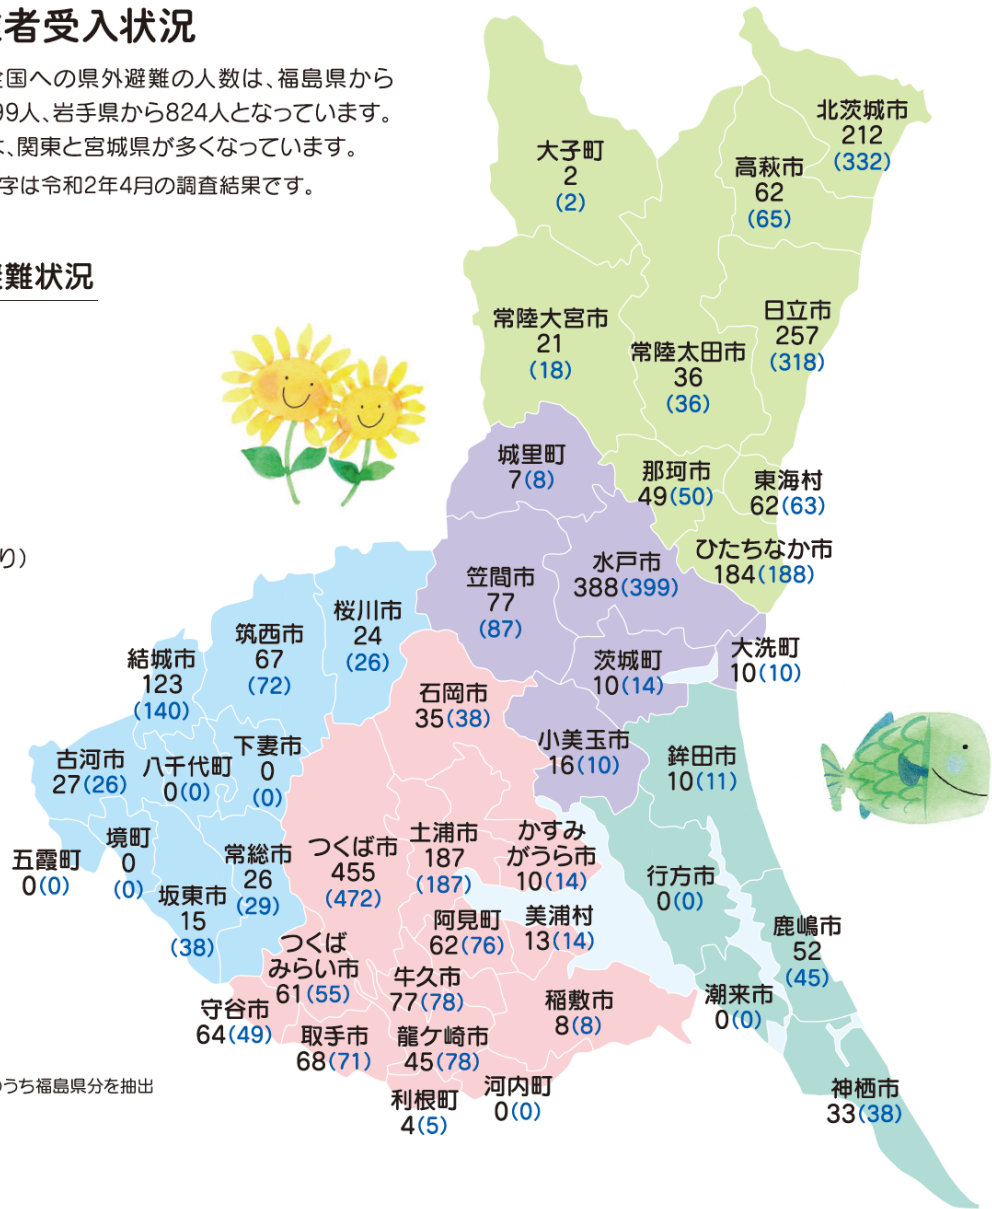 者受入状況
全国への県外避難の人数は、福島県から
99人、岩手県から824人となっています。
は、関東と宮城県が多くなっています。
字は令和2年4月の調査結果です。
難状況
り）
のうち福島県分を抽出
北茨城市
212
(332)
大子町
2
(2)
高萩市
62
(65)
日立市
257
(318)
常陸大宮市
21
(18)
常陸太田市
36
(36)
城里町
7(8)
那珂市
49(50)
東海村
62(63)
ひたちなか市
184(188)
水戸市
388(399)
笠間市
77
(87)
桜川市
24
(26)
筑西市
67
(72)
結城市
123
(140)
茨城町
10(14)
大洗町
10(10)
石岡市
35(38)
小美玉市
16(10)
鉾田市
10(11)
古河市
27(26)
八千代町
0(0)
下妻市
0
(0)
五霞町
0(0)
境町
0
(0)
坂東市
15
(38)
常総市
26
(29)
つくば市
455
(472)
土浦市
187
(187)
かすみ
がうら市
10(14)
行方市
0(0)
鹿嶋市
52
(45)
阿見町
62(76)
美浦村
13(14)
つくば
みらい市
61(55)
牛久市
77(78)
稲敷市
8(8)
潮来市
0(0)
守谷市
64(49)
取手市
68(71)
龍ケ崎市
45(78)
利根町
4(5)
河内町
0(0)
神栖市
33(38)